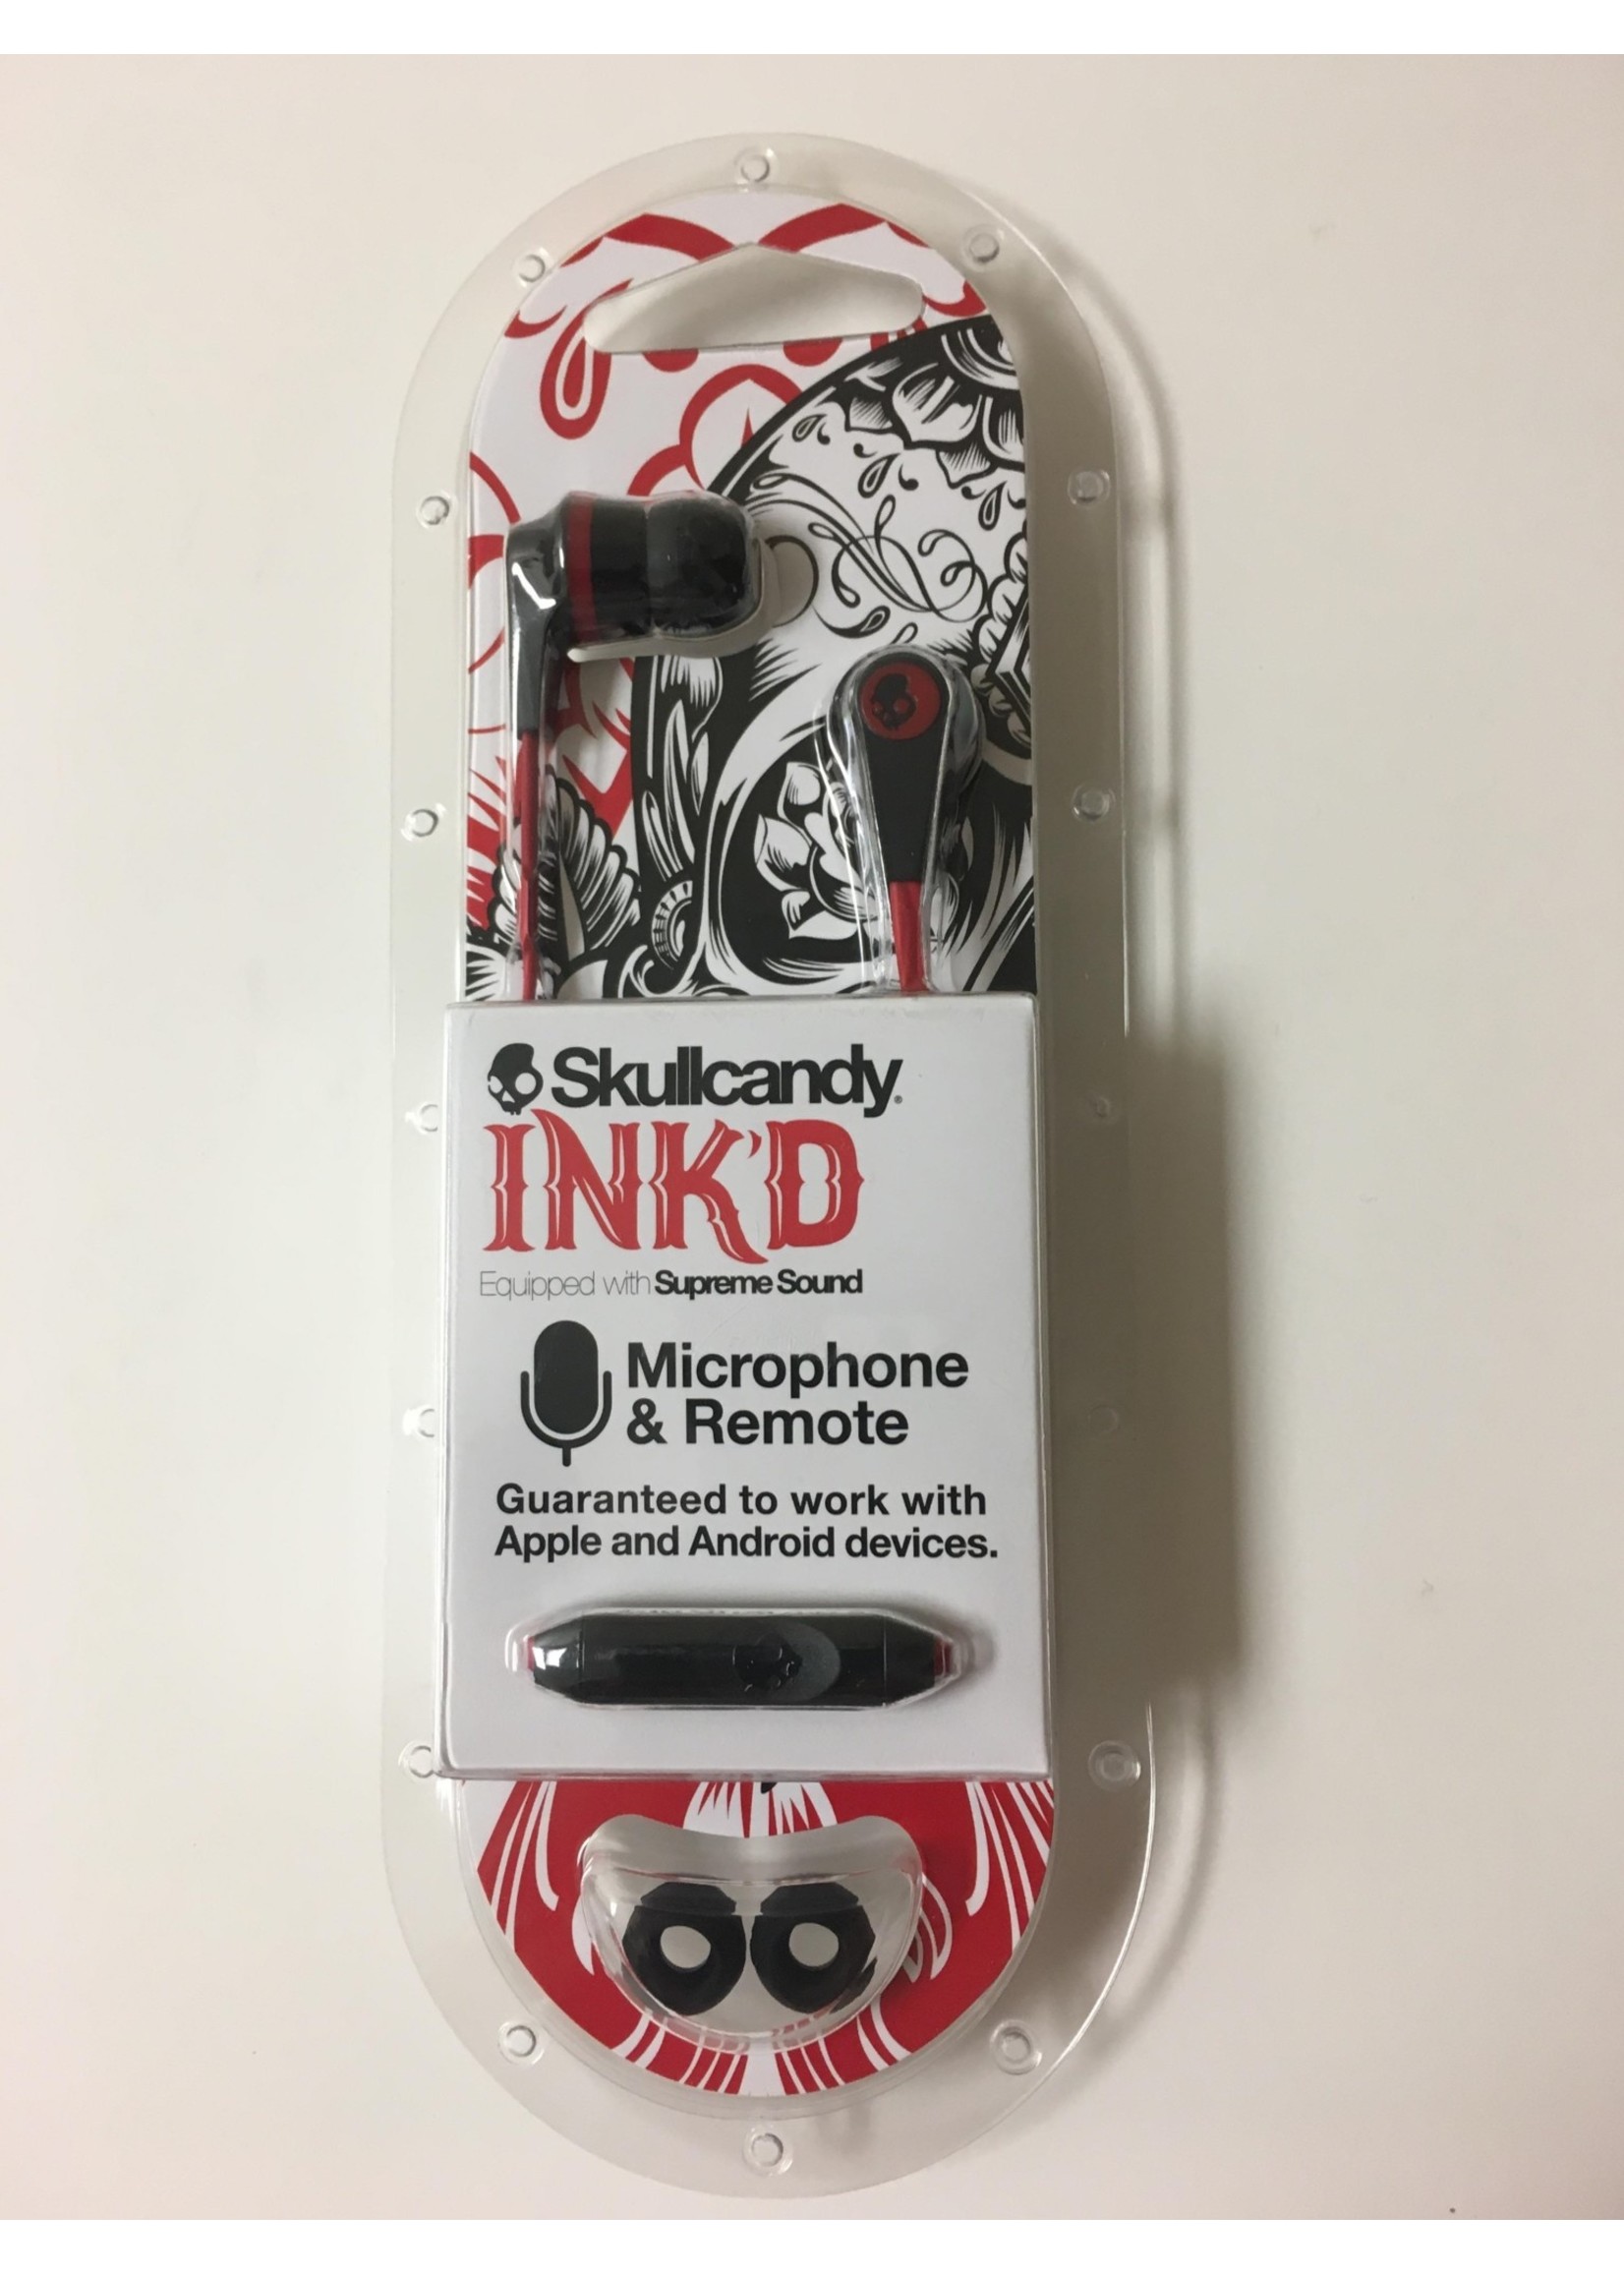 Skullcandy®
INK'D
Equipped with Supreme Sound
Microphone
& Remote
Guaranteed to work with
Apple and Android devices.